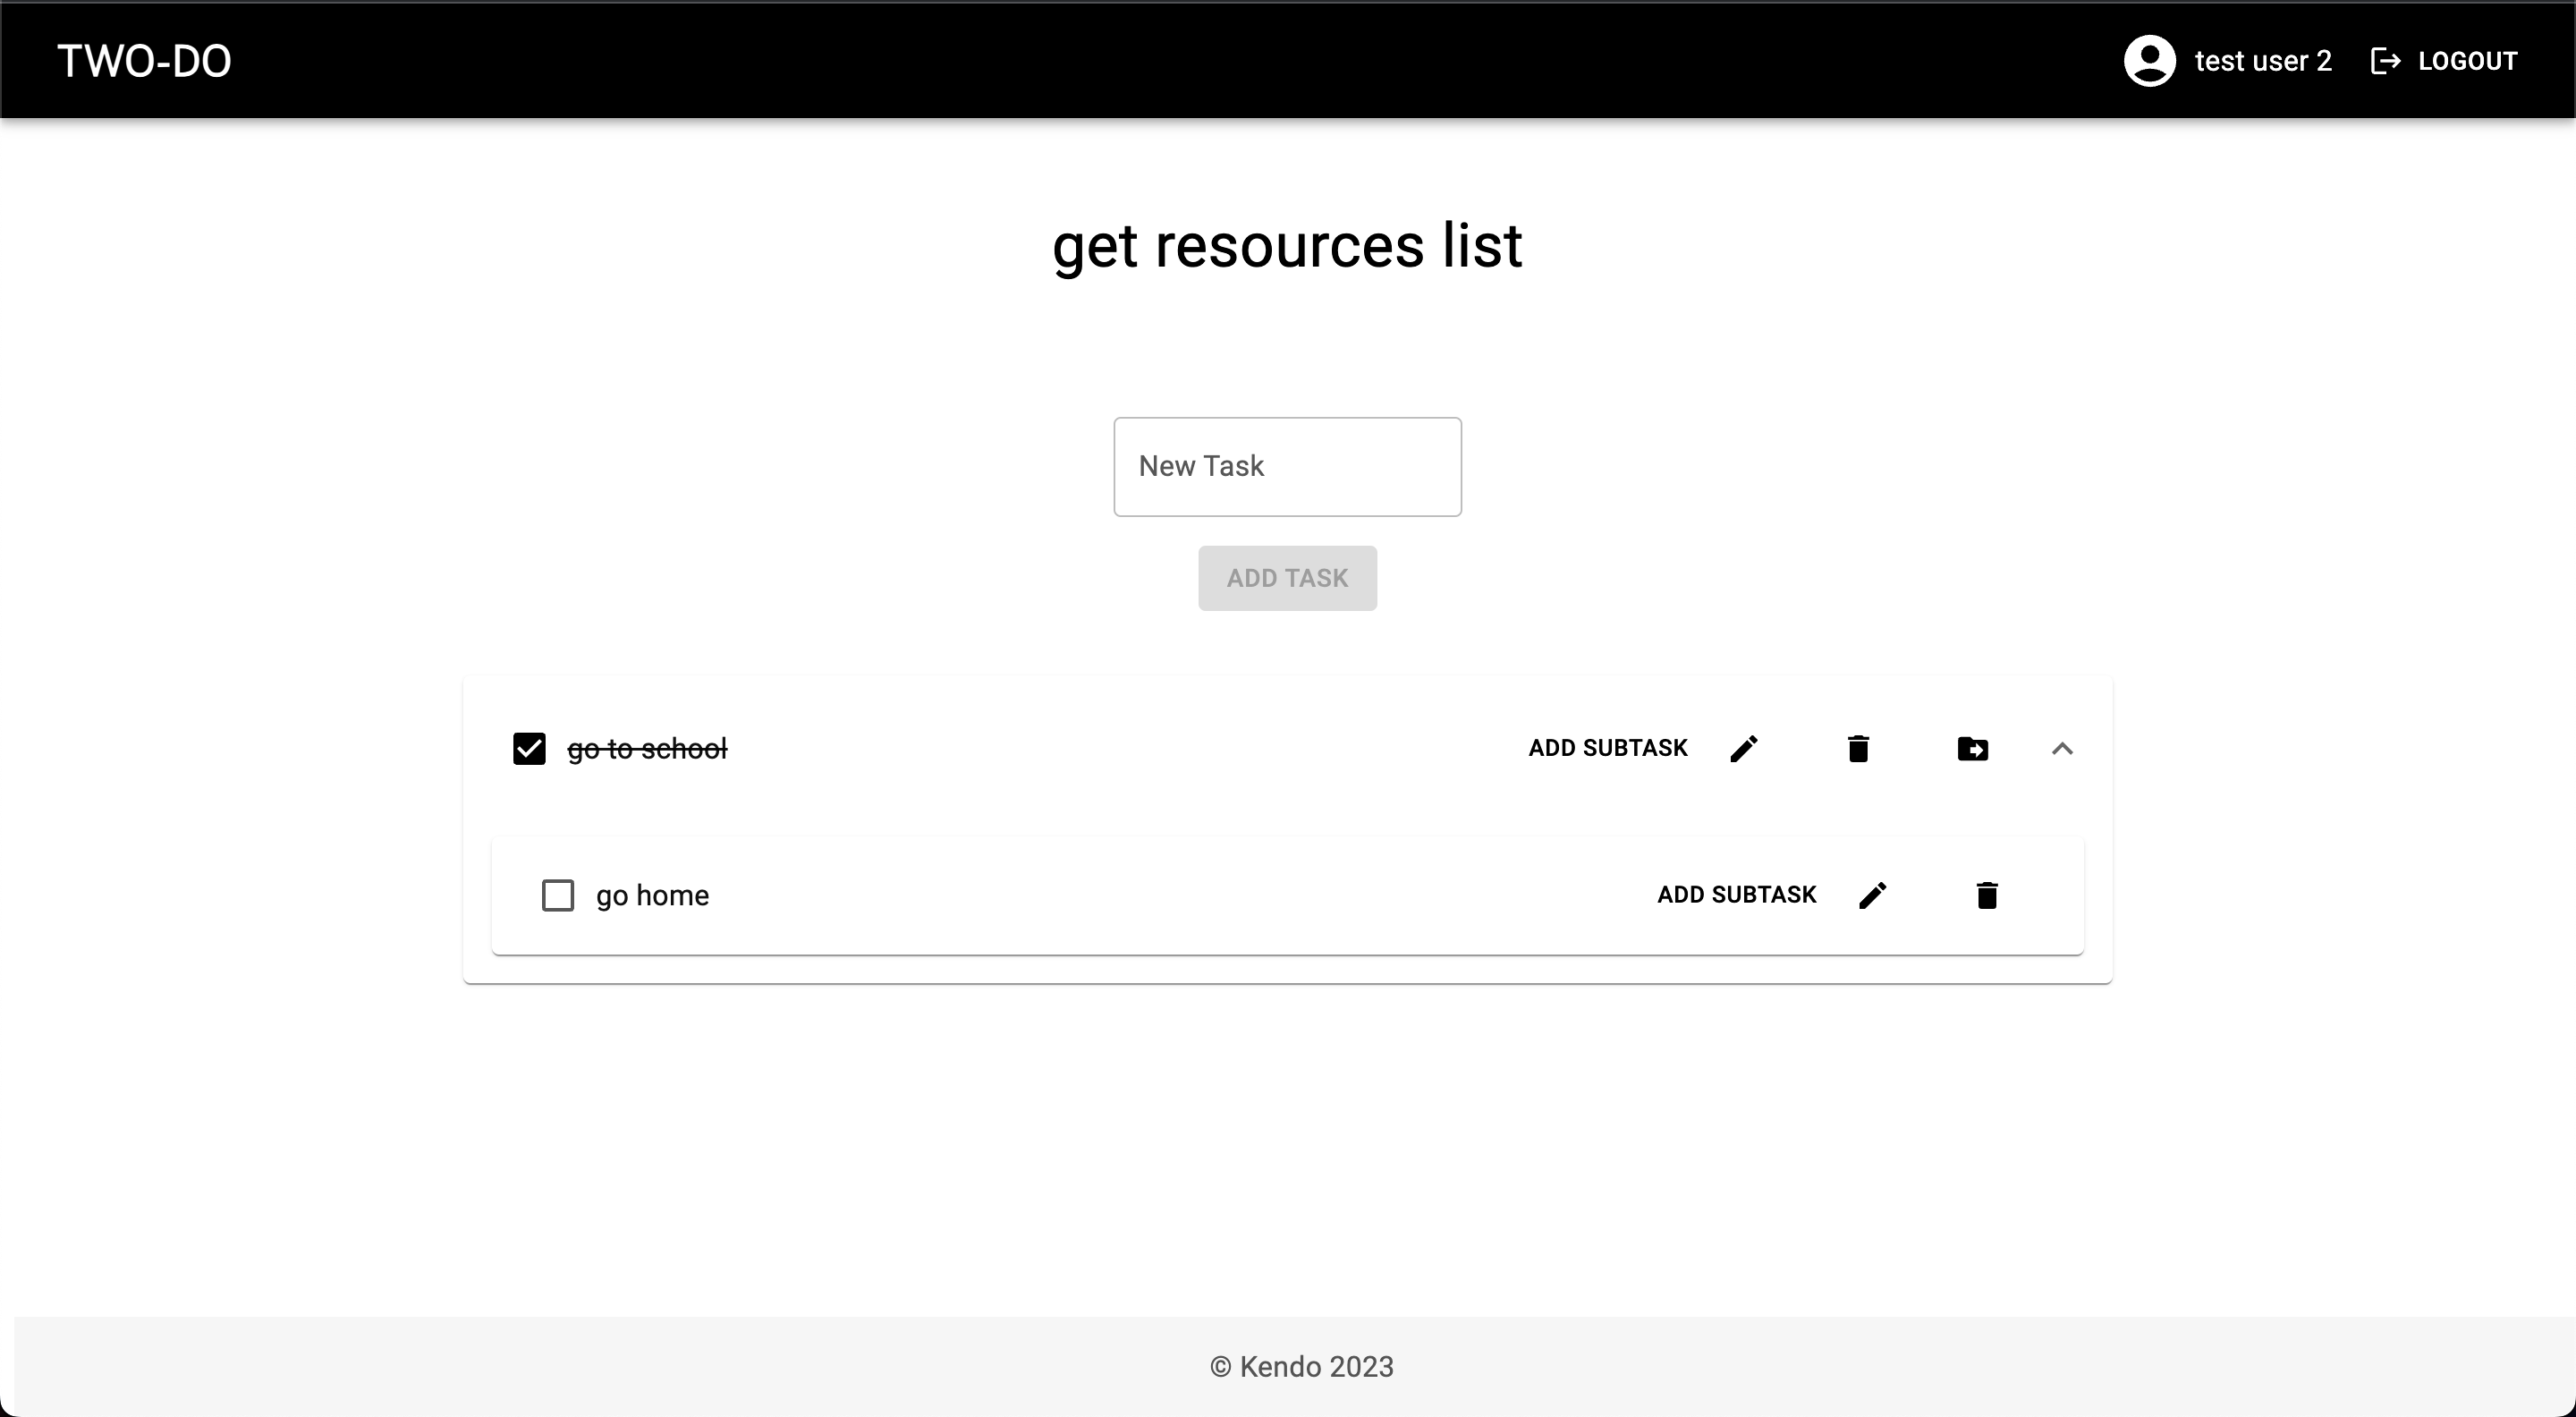 TWO-DO
test user 2
LOGOUT
get resources list
New Task
ADD TASK
go to school
ADD SUBTASK
go home
ADD SUBTASK
© Kendo 2023